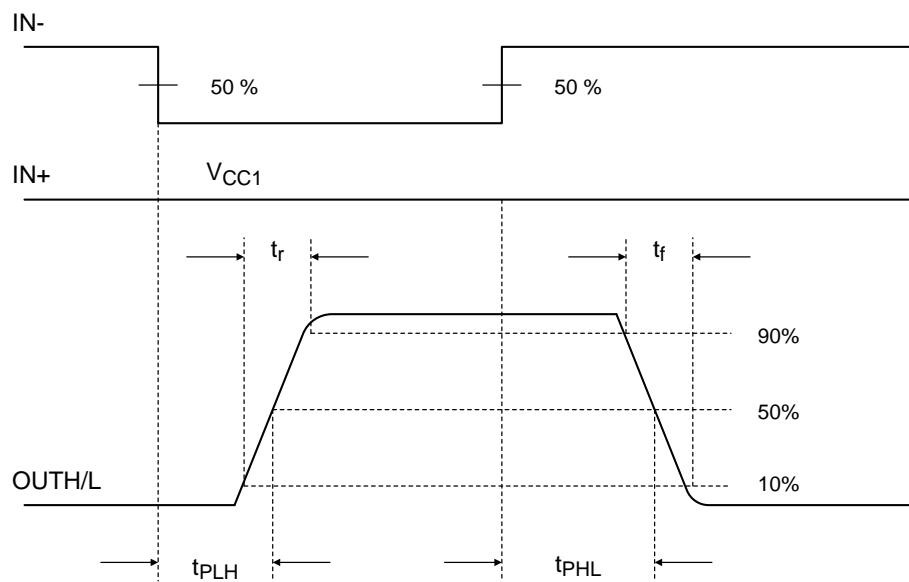 IN-
50 %
50 %
IN+
VCC1
tr
tf
90%
50%
OUTH/L
10%
tPLH
tPHL